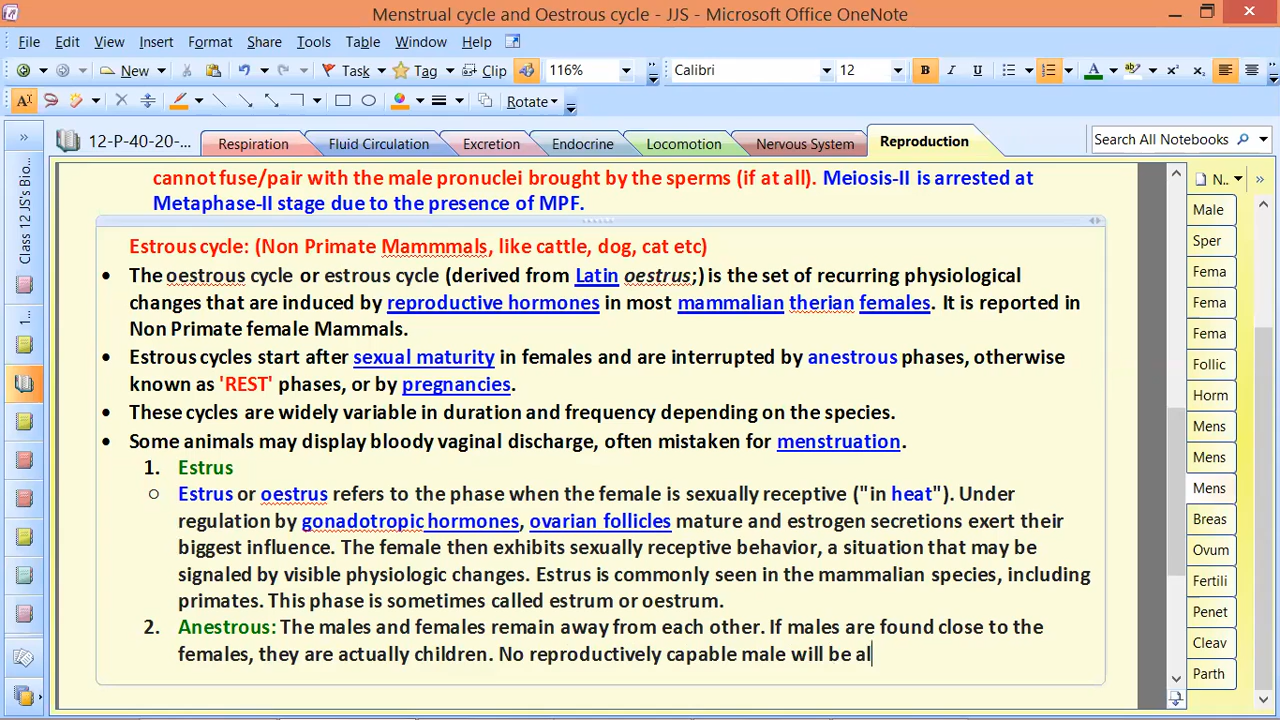 Menstrual cycle and Oestrous cycle - JJS - Microsoft Office OneNote
File Edit View Insert Format Share Tools Table Window Help
New Task Tag Clip 116% Calibri 12 B I U A ab x² x₁
A Rotate
» 12-P-40-20-... Respiration Fluid Circulation Excretion Endocrine Locomotion Nervous System Reproduction Search All Notebooks
Class 12 JJS's Bio...
1...
cannot fuse/pair with the male pronuclei brought by the sperms (if at all). Meiosis-II is arrested at
Metaphase-II stage due to the presence of MPF.
Estrous cycle: (Non Primate Mammmals, like cattle, dog, cat etc)
• The oestrous cycle or estrous cycle (derived from Latin oestrus;) is the set of recurring physiological
changes that are induced by reproductive hormones in most mammalian therian females. It is reported in
Non Primate female Mammals.
• Estrous cycles start after sexual maturity in females and are interrupted by anestrous phases, otherwise
known as 'REST' phases, or by pregnancies.
• These cycles are widely variable in duration and frequency depending on the species.
• Some animals may display bloody vaginal discharge, often mistaken for menstruation.
1. Estrus
○ Estrus or oestrus refers to the phase when the female is sexually receptive ("in heat"). Under
regulation by gonadotropic hormones, ovarian follicles mature and estrogen secretions exert their
biggest influence. The female then exhibits sexually receptive behavior, a situation that may be
signaled by visible physiologic changes. Estrus is commonly seen in the mammalian species, including
primates. This phase is sometimes called estrum or oestrum.
2. Anestrous: The males and females remain away from each other. If males are found close to the
females, they are actually children. No reproductively capable male will be al
N... »
Male
Sper
Fema
Fema
Fema
Follic
Horm
Mens
Mens
Mens
Breas
Ovum
Fertili
Penet
Cleav
Parth